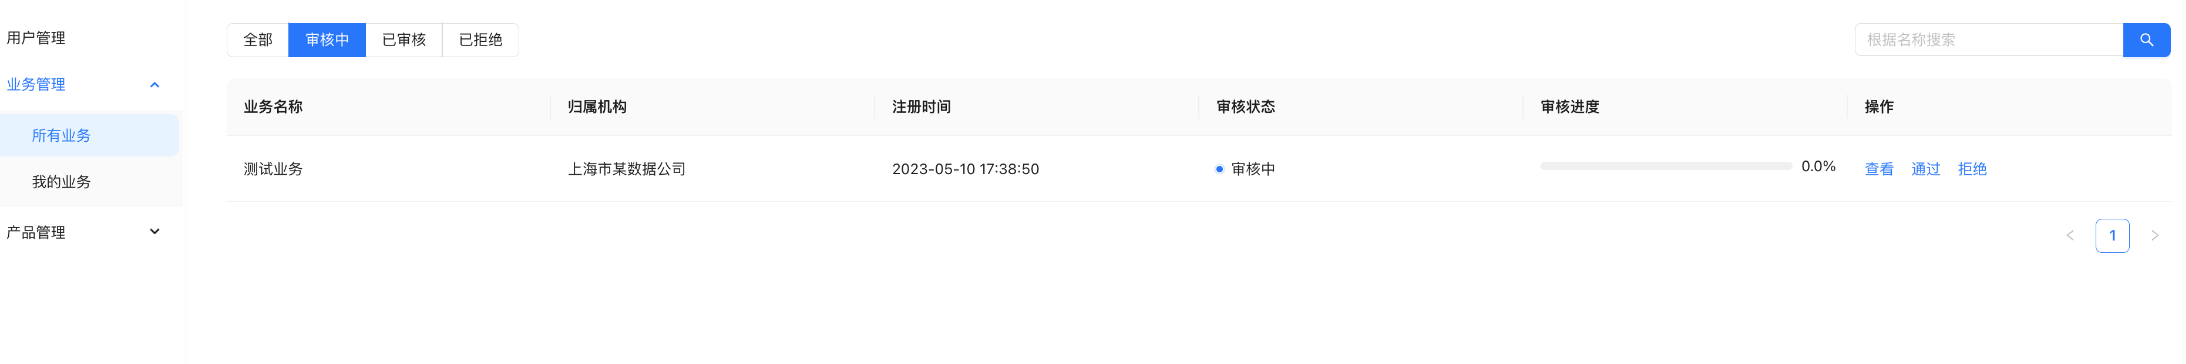 用户管理
业务管理
所有业务
我的业务
产品管理
全部 审核中 已审核 已拒绝
根据名称搜索
业务名称 归属机构 注册时间 审核状态 审核进度 操作
测试业务 上海市某数据公司 2023-05-10 17:38:50 审核中 0.0% 查看 通过 拒绝
1